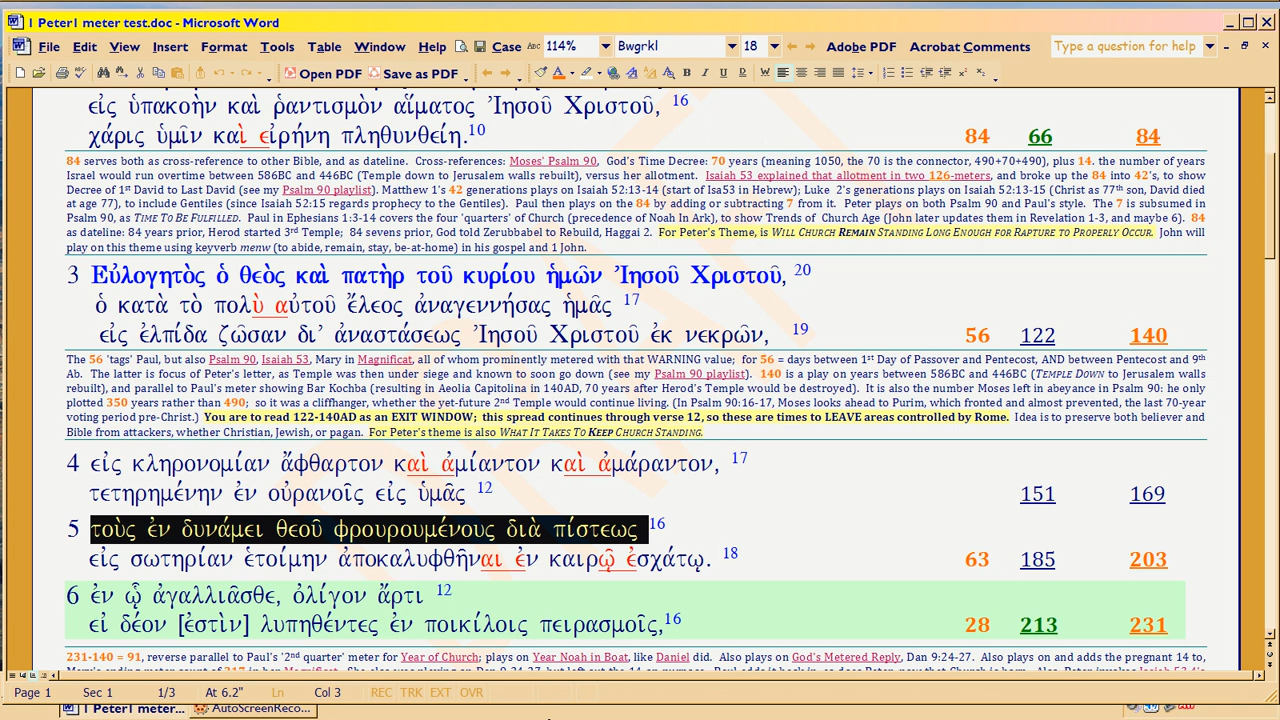 1 Peter1 meter test.doc - Microsoft Word
File Edit View Insert Format Tools Table Window Help Case 114% Bwgrkl 18 Adobe PDF Acrobat Comments Type a question for help
Open PDF Save as PDF B I U D W
εἰς ὑπακοὴν καὶ ῥαντισμὸν αἵματος Ἰησοῦ Χριστοῦ, 16
χάρις ὑμῖν καὶ εἰρήνη πληθυνθείη. 10 84 66 84
84 serves both as cross-reference to other Bible, and as dateline. Cross-references: Moses' Psalm 90, God's Time Decree: 70 years (meaning 1050, the 70 is the connector, 490+70+490), plus 14. the number of years
Israel would run overtime between 586BC and 446BC (Temple down to Jerusalem walls rebuilt), versus her allotment. Isaiah 53 explained that allotment in two 126-meters, and broke up the 84 into 42's, to show
Decree of 1st David to Last David (see my Psalm 90 playlist). Matthew 1's 42 generations plays on Isaiah 52:13-14 (start of Isa53 in Hebrew); Luke 2's generations plays on Isaiah 52:13-15 (Christ as 77th son, David died
at age 77), to include Gentiles (since Isaiah 52:15 regards prophecy to the Gentiles). Paul then plays on the 84 by adding or subtracting 7 from it. Peter plays on both Psalm 90 and Paul's style. The 7 is subsumed in
Psalm 90, as TIME TO BE FULFILLED. Paul in Ephesians 1:3-14 covers the four 'quarters' of Church (precedence of Noah In Ark), to show Trends of Church Age (John later updates them in Revelation 1-3, and maybe 6). 84
as dateline: 84 years prior, Herod started 3rd Temple; 84 sevens prior, God told Zerubbabel to Rebuild, Haggai 2. For Peter's Theme, is WILL CHURCH REMAIN STANDING LONG ENOUGH FOR RAPTURE TO PROPERLY OCCUR. John will
play on this theme using keyverb menw (to abide, remain, stay, be-at-home) in his gospel and 1 John.
3 Εὐλογητὸς ὁ θεὸς καὶ πατὴρ τοῦ κυρίου ἡμῶν Ἰησοῦ Χριστοῦ, 20
ὁ κατὰ τὸ πολὺ αὐτοῦ ἔλεος ἀναγεννήσας ἡμᾶς 17
εἰς ἐλπίδα ζῶσαν δι’ ἀναστάσεως Ἰησοῦ Χριστοῦ ἐκ νεκρῶν, 19 56 122 140
The 56 'tags' Paul, but also Psalm 90, Isaiah 53, Mary in Magnificat, all of whom prominently metered with that WARNING value; for 56 = days between 1st Day of Passover and Pentecost, AND between Pentecost and 9th
Ab. The latter is focus of Peter's letter, as Temple was then under siege and known to soon go down (see my Psalm 90 playlist). 140 is a play on years between 586BC and 446BC (TEMPLE DOWN to Jerusalem walls
rebuilt), and parallel to Paul's meter showing Bar Kochba (resulting in Aeolia Capitolina in 140AD, 70 years after Herod's Temple would be destroyed). It is also the number Moses left in abeyance in Psalm 90: he only
plotted 350 years rather than 490; so it was a cliffhanger, whether the yet-future 2nd Temple would continue living. (In Psalm 90:16-17, Moses looks ahead to Purim, which fronted and almost prevented, the last 70-year
voting period pre-Christ.) You are to read 122-140AD as an EXIT WINDOW; this spread continues through verse 12, so these are times to LEAVE areas controlled by Rome. Idea is to preserve both believer and
Bible from attackers, whether Christian, Jewish, or pagan. For Peter's theme is also WHAT IT TAKES TO KEEP CHURCH STANDING.
4 εἰς κληρονομίαν ἄφθαρτον καὶ ἀμίαντον καὶ ἀμάραντον, 17
τετηρημένην ἐν οὐρανοῖς εἰς ὑμᾶς 12 151 169
5 τοὺς ἐν δυνάμει θεοῦ φρουρουμένους διὰ πίστεως 16
εἰς σωτηρίαν ἑτοίμην ἀποκαλυφθῆναι ἐν καιρῷ ἐσχάτῳ. 18 63 185 203
6 ἐν ᾧ ἀγαλλιᾶσθε, ὀλίγον ἄρτι 12
εἰ δέον [ἐστὶν] λυπηθέντες ἐν ποικίλοις πειρασμοῖς, 16 28 213 231
231-140 = 91, reverse parallel to Paul's '2nd quarter' meter for Year of Church; plays on Year Noah in Boat, like Daniel did. Also plays on God's Metered Reply, Dan 9:24-27. Also plays on and adds the pregnant 14 to,
Page 1 Sec 1 1/3 At 6.2" Ln Col 3 REC TRK EXT OVR
1 Peter1 meter... AutoScreenReco...